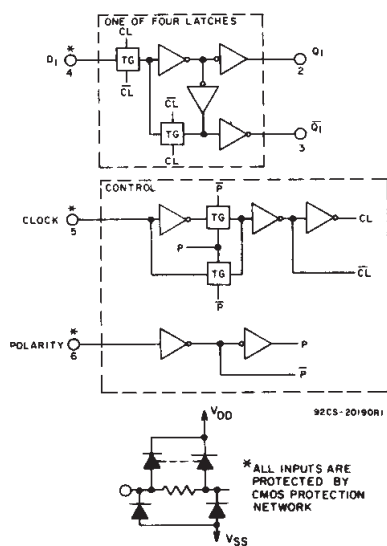 ONE OF FOUR LATCHES
CL
*
D1
4
TG
Q1
2
CL
CL
TG
CL
Q1
3
CONTROL
P
*
CLOCK
5
TG
CL
P
TG
CL
P
*
POLARITY
6
P
P
92CS-20190R1
VDD
*ALL INPUTS ARE
PROTECTED BY
CMOS PROTECTION
NETWORK
VSS